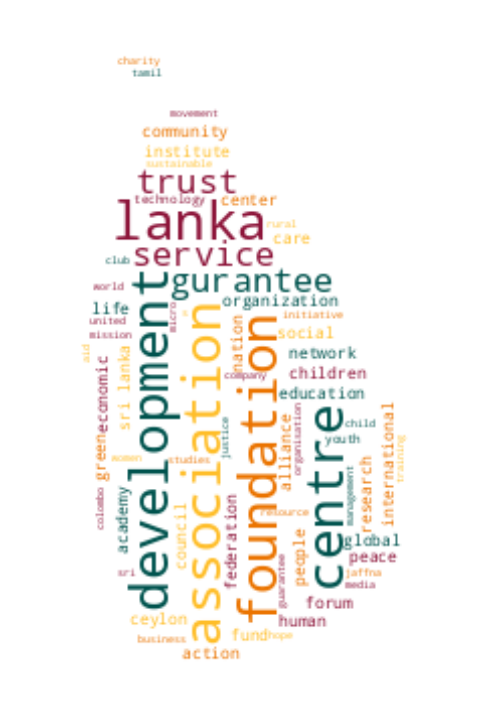 charity
tamil
movement
community
institute
sustainable
trust
technology center
lanka
rural
care
service
club
gurantee
world
development
organization
life
micro
association
foundation
initiative
united
nation
social
mission
aid
sri lanka
network
economic
company
children
education
centre
child
alliance
organisation
international
youth
justice
green
training
women
studies
research
management
academy
colombo
council
federation
resource
people
global
peace
sri
guarantee
jaffna
media
forum
ceylon
human
business
fund
hope
action